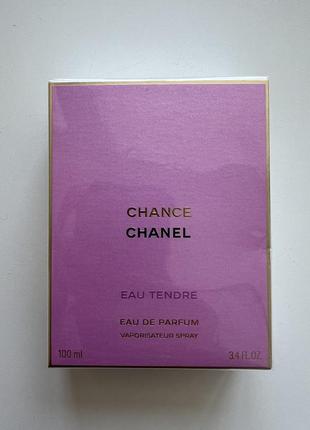 CHANCE
CHANEL
EAU TENDRE
EAU DE PARFUM
VAPORISATEUR SPRAY
100 ml 3.4 FL.OZ.